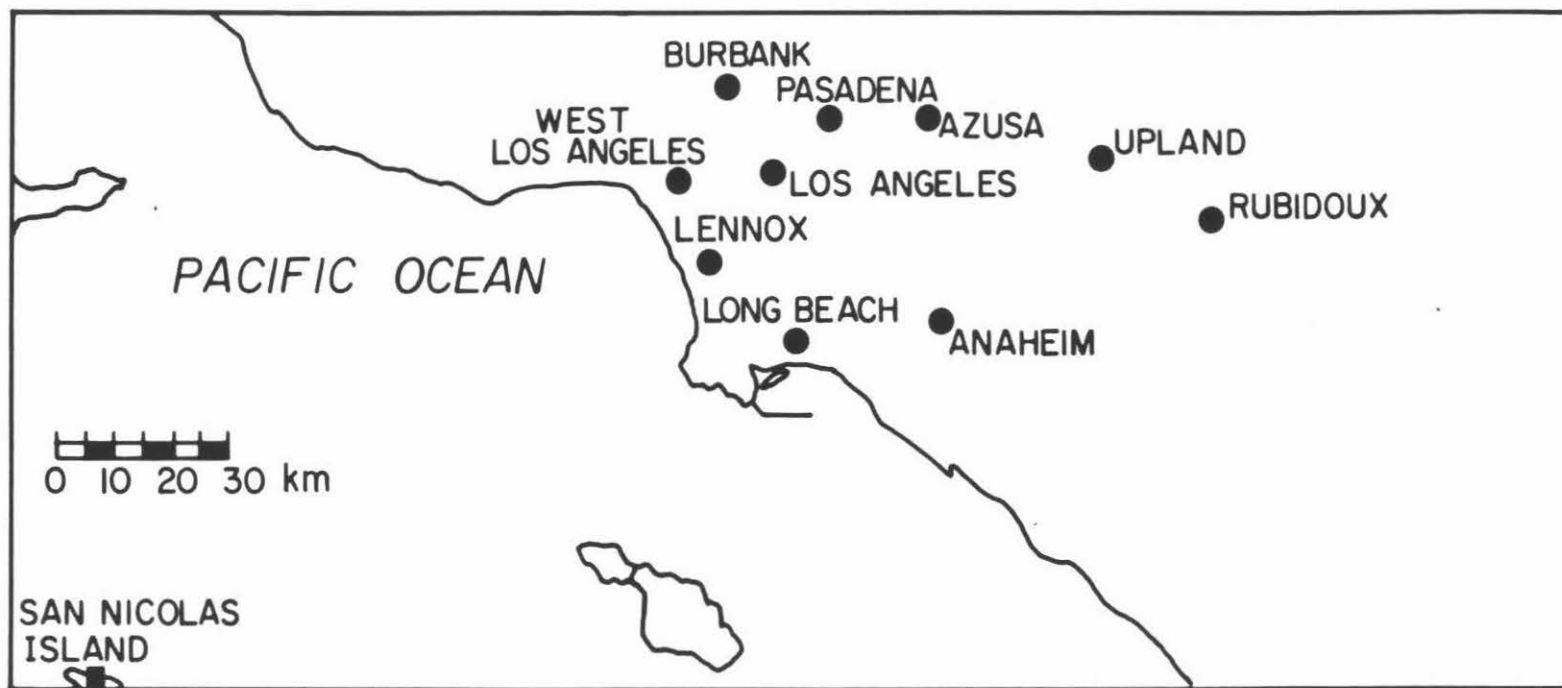 BURBANK
PASADENA
AZUSA
WEST
LOS ANGELES
UPLAND
LOS ANGELES
RUBIDOUX
LENNOX
PACIFIC OCEAN
LONG BEACH
ANAHEIM
0 10 20 30 km
SAN NICOLAS
ISLAND